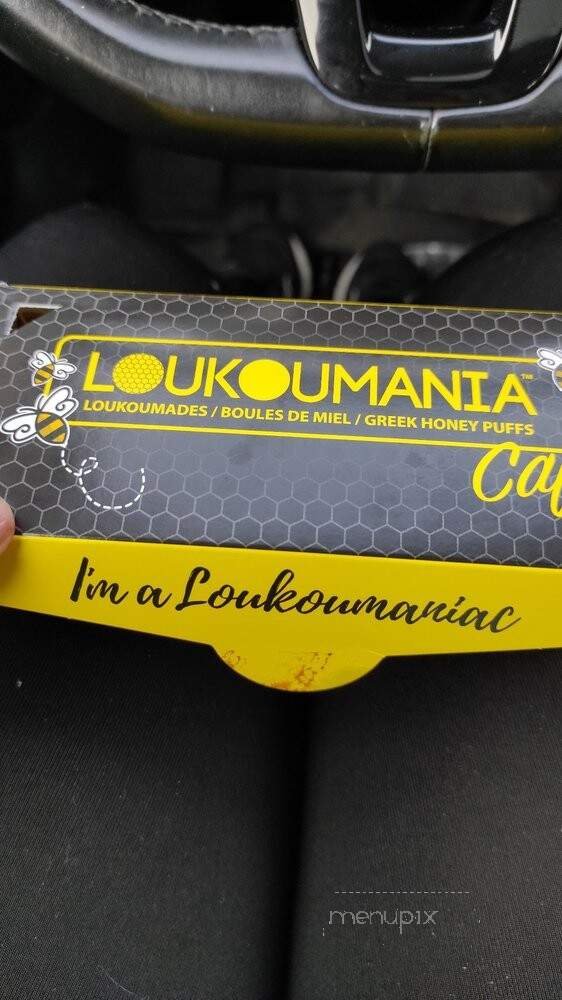 LOUKOUMANIA™
LOUKOUMADES / BOULES DE MIEL / GREEK HONEY PUFFS
I'm a Loukoumaniac
menupix